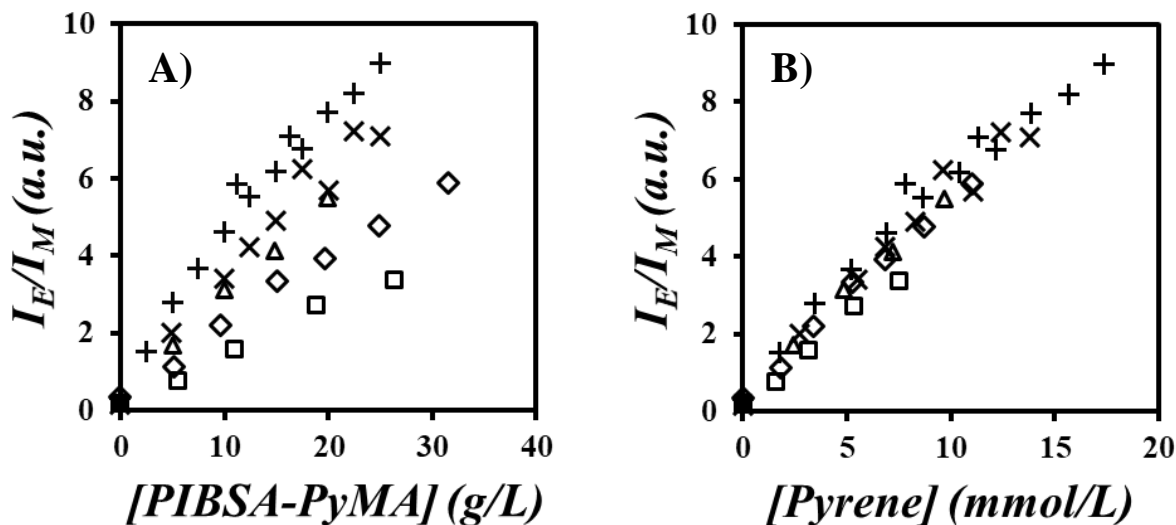 A)
I_E/I_M (a.u.)
10
8
6
4
2
0
0 10 20 30 40
[PIBSA-PyMA] (g/L)
B)
I_E/I_M (a.u.)
10
8
6
4
2
0
0 5 10 15 20
[Pyrene] (mmol/L)